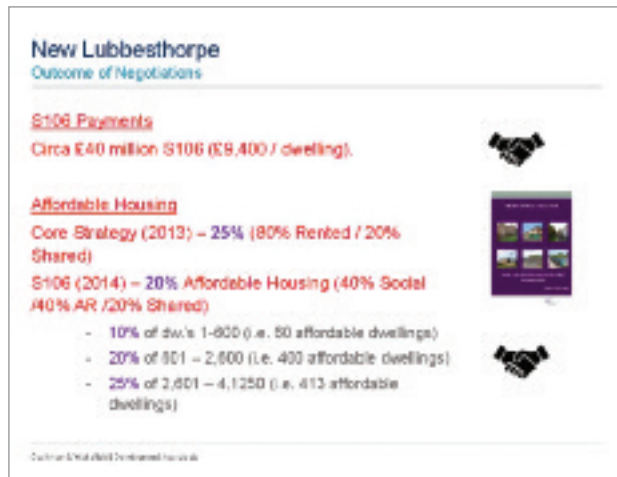 New Lubbesthorpe
Outcome of Negotiations
S106 Payments
Circa £40 million S106 (£9,400 / dwelling).
Affordable Housing
Core Strategy (2013) – 25% (80% Rented / 20%
Shared)
S106 (2014) – 20% Affordable Housing (40% Social
/40% AR /20% Shared)
- 10% of dw.'s 1-600 (i.e. 60 affordable dwellings)
- 20% of 601 – 2,600 (i.e. 400 affordable dwellings)
- 25% of 2,601 – 4,1250 (i.e. 413 affordable
dwellings)